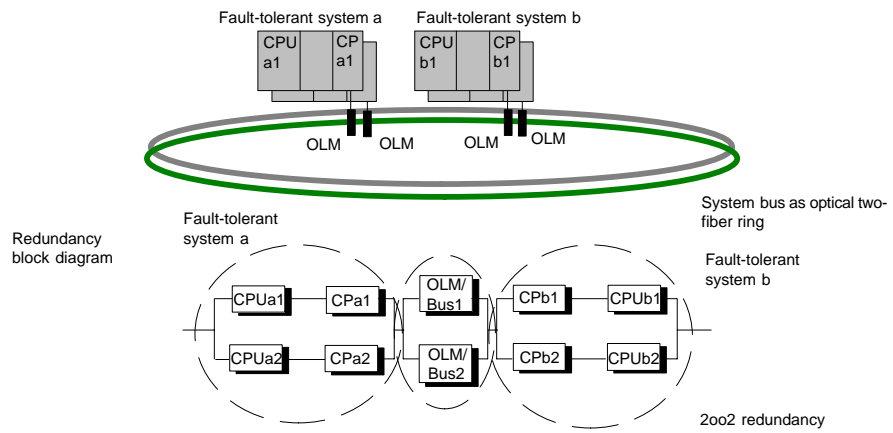 Fault-tolerant system a
Fault-tolerant system b
CPU
a1
CP
a1
CPU
b1
CP
b1
OLM
OLM
OLM
OLM
System bus as optical two-
fiber ring
Redundancy
block diagram
Fault-tolerant
system a
Fault-tolerant
system b
CPUa1
CPa1
OLM/
Bus1
CPb1
CPUb1
CPUa2
CPa2
OLM/
Bus2
CPb2
CPUb2
2oo2 redundancy